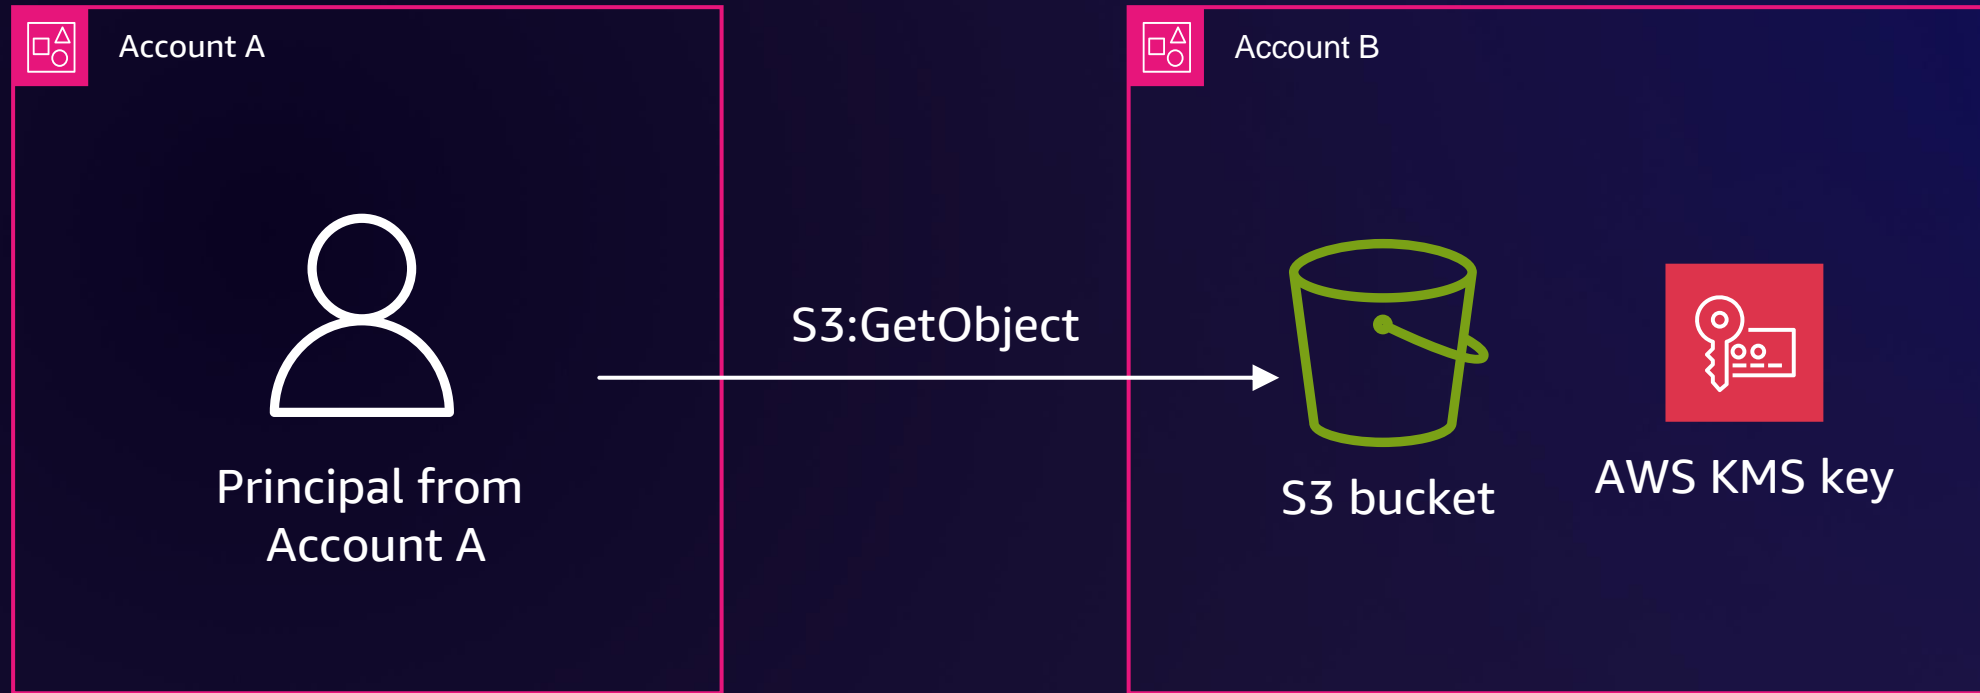 Account A
Account B
S3:GetObject
Principal from
Account A
S3 bucket
AWS KMS key